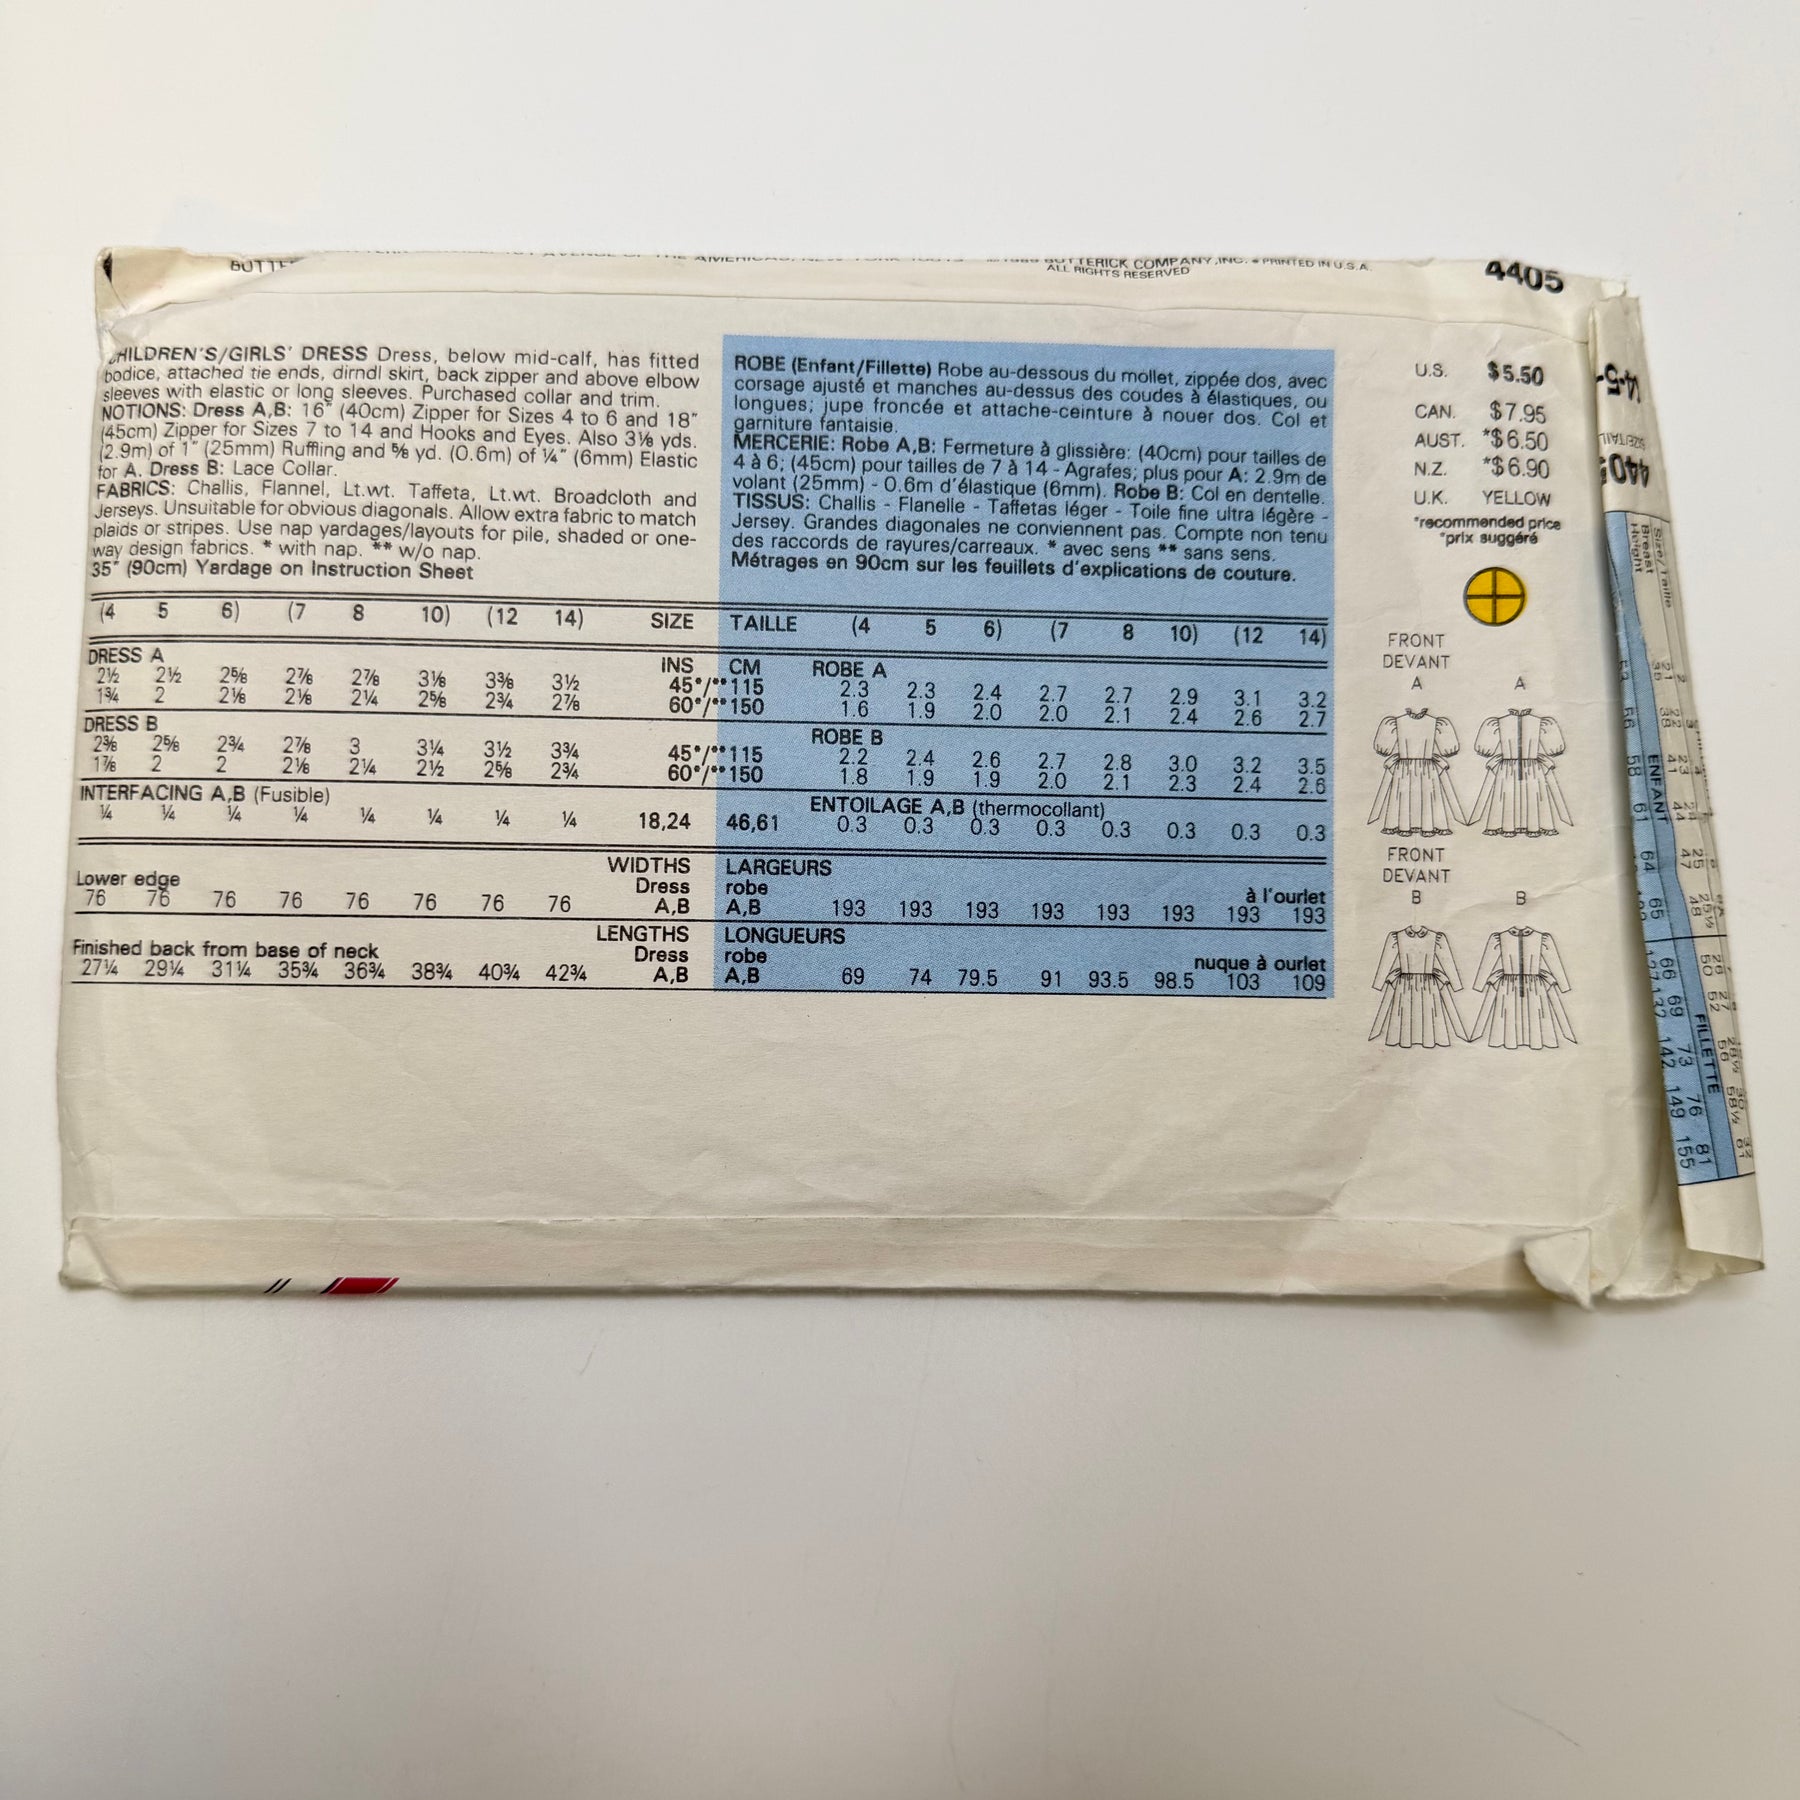 BUTTERICK COMPANY, INC. • PRINTED IN U.S.A.
ALL RIGHTS RESERVED
4405
CHILDREN'S/GIRLS' DRESS Dress, below mid-calf, has fitted
bodice, attached tie ends, dirndl skirt, back zipper and above elbow
sleeves with elastic or long sleeves. Purchased collar and trim.
NOTIONS: Dress A,B: 16" (40cm) Zipper for Sizes 4 to 6 and 18"
(45cm) Zipper for Sizes 7 to 14 and Hooks and Eyes. Also 3⅛ yds.
(2.9m) of 1" (25mm) Ruffling and ⅝ yd. (0.6m) of ¼" (6mm) Elastic
for A. Dress B: Lace Collar.
FABRICS: Challis, Flannel, Lt.wt. Taffeta, Lt.wt. Broadcloth and
Jerseys. Unsuitable for obvious diagonals. Allow extra fabric to match
plaids or stripes. Use nap yardages/layouts for pile, shaded or one-
way design fabrics. * with nap. ** w/o nap.
35" (90cm) Yardage on Instruction Sheet
(4 5 6) (7 8 10) (12 14) SIZE
DRESS A INS
2½ 2½ 2⅝ 2⅞ 2⅞ 3⅛ 3⅜ 3½ 45*/**
1¾ 2 2⅛ 2⅛ 2¼ 2⅝ 2¾ 2⅞ 60*/**
DRESS B
2⅜ 2⅝ 2¾ 2⅞ 3 3¼ 3½ 3¾ 45*/**
1⅞ 2 2 2⅛ 2¼ 2½ 2⅝ 2¾ 60*/**
INTERFACING A,B (Fusible)
¼ ¼ ¼ ¼ ¼ ¼ ¼ ¼ 18,24
WIDTHS
Lower edge Dress
76 76 76 76 76 76 76 76 A,B
LENGTHS
Finished back from base of neck Dress
27¼ 29¼ 31¼ 35¾ 36¾ 38¾ 40¾ 42¾ A,B
ROBE (Enfant/Fillette) Robe au-dessous du mollet, zippée dos, avec
corsage ajusté et manches au-dessus des coudes à élastiques, ou
longues; jupe froncée et attache-ceinture à nouer dos. Col et
garniture fantaisie.
MERCERIE: Robe A,B: Fermeture à glissière: (40cm) pour tailles de
4 à 6; (45cm) pour tailles de 7 à 14 - Agrafes; plus pour A: 2.9m de
volant (25mm) - 0.6m d'élastique (6mm). Robe B: Col en dentelle.
TISSUS: Challis - Flanelle - Taffetas léger - Toile fine ultra légère -
Jersey. Grandes diagonales ne conviennent pas. Compte non tenu
des raccords de rayures/carreaux. * avec sens ** sans sens.
Métrages en 90cm sur les feuillets d'explications de couture.
TAILLE (4 5 6) (7 8 10) (12 14)
CM ROBE A
115 2.3 2.3 2.4 2.7 2.7 2.9 3.1 3.2
150 1.6 1.9 2.0 2.0 2.1 2.4 2.6 2.7
ROBE B
115 2.2 2.4 2.6 2.7 2.8 3.0 3.2 3.5
150 1.8 1.9 1.9 2.0 2.1 2.3 2.4 2.6
ENTOILAGE A,B (thermocollant)
46,61 0.3 0.3 0.3 0.3 0.3 0.3 0.3 0.3
LARGEURS
robe à l'ourlet
A,B 193 193 193 193 193 193 193 193
LONGUEURS
robe nuque à ourlet
A,B 69 74 79.5 91 93.5 98.5 103 109
U.S. $5.50
CAN. $7.95
AUST. *$6.50
N.Z. *$6.90
U.K. YELLOW
*recommended price
*prix suggéré
FRONT
DEVANT
A A
FRONT
DEVANT
B B
Size/Taille
Breast
Height
ENFANT
FILLETTE